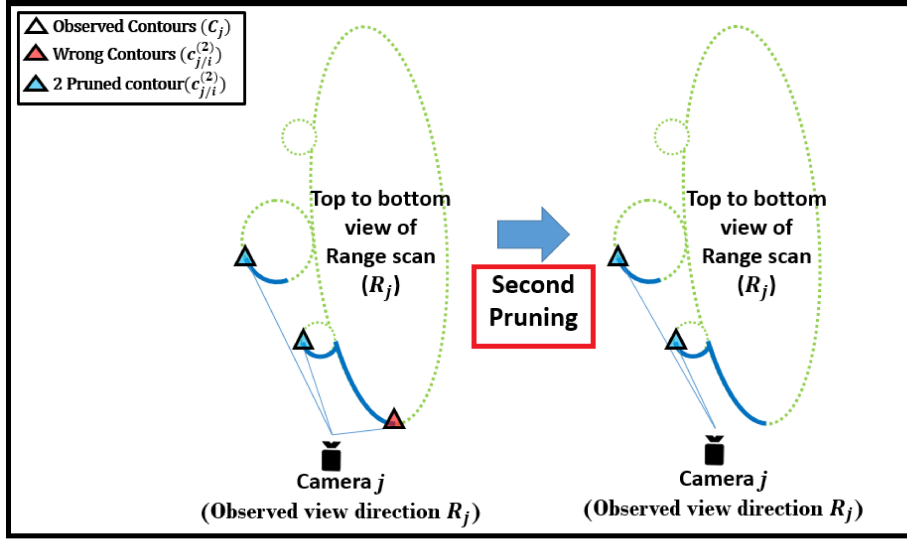 Observed Contours (C_j)
Wrong Contours (c_{j/i}^{(2)})
2 Pruned contour(c_{j/i}^{(2)})
Top to bottom
view of
Range scan
(R_j)
Camera j
(Observed view direction R_j)
Second
Pruning
Top to bottom
view of
Range scan
(R_j)
Camera j
(Observed view direction R_j)